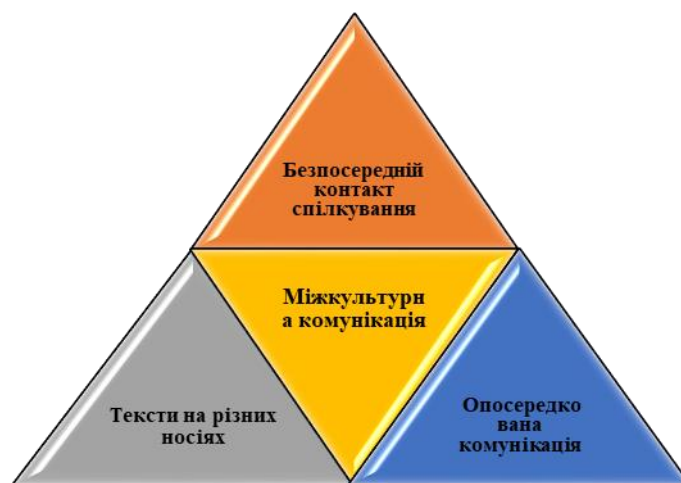 Безпосередній
контакт
спілкування
Міжкультурн
а комунікація
Тексти на різних
носіях
Опосередко
вана
комунікація